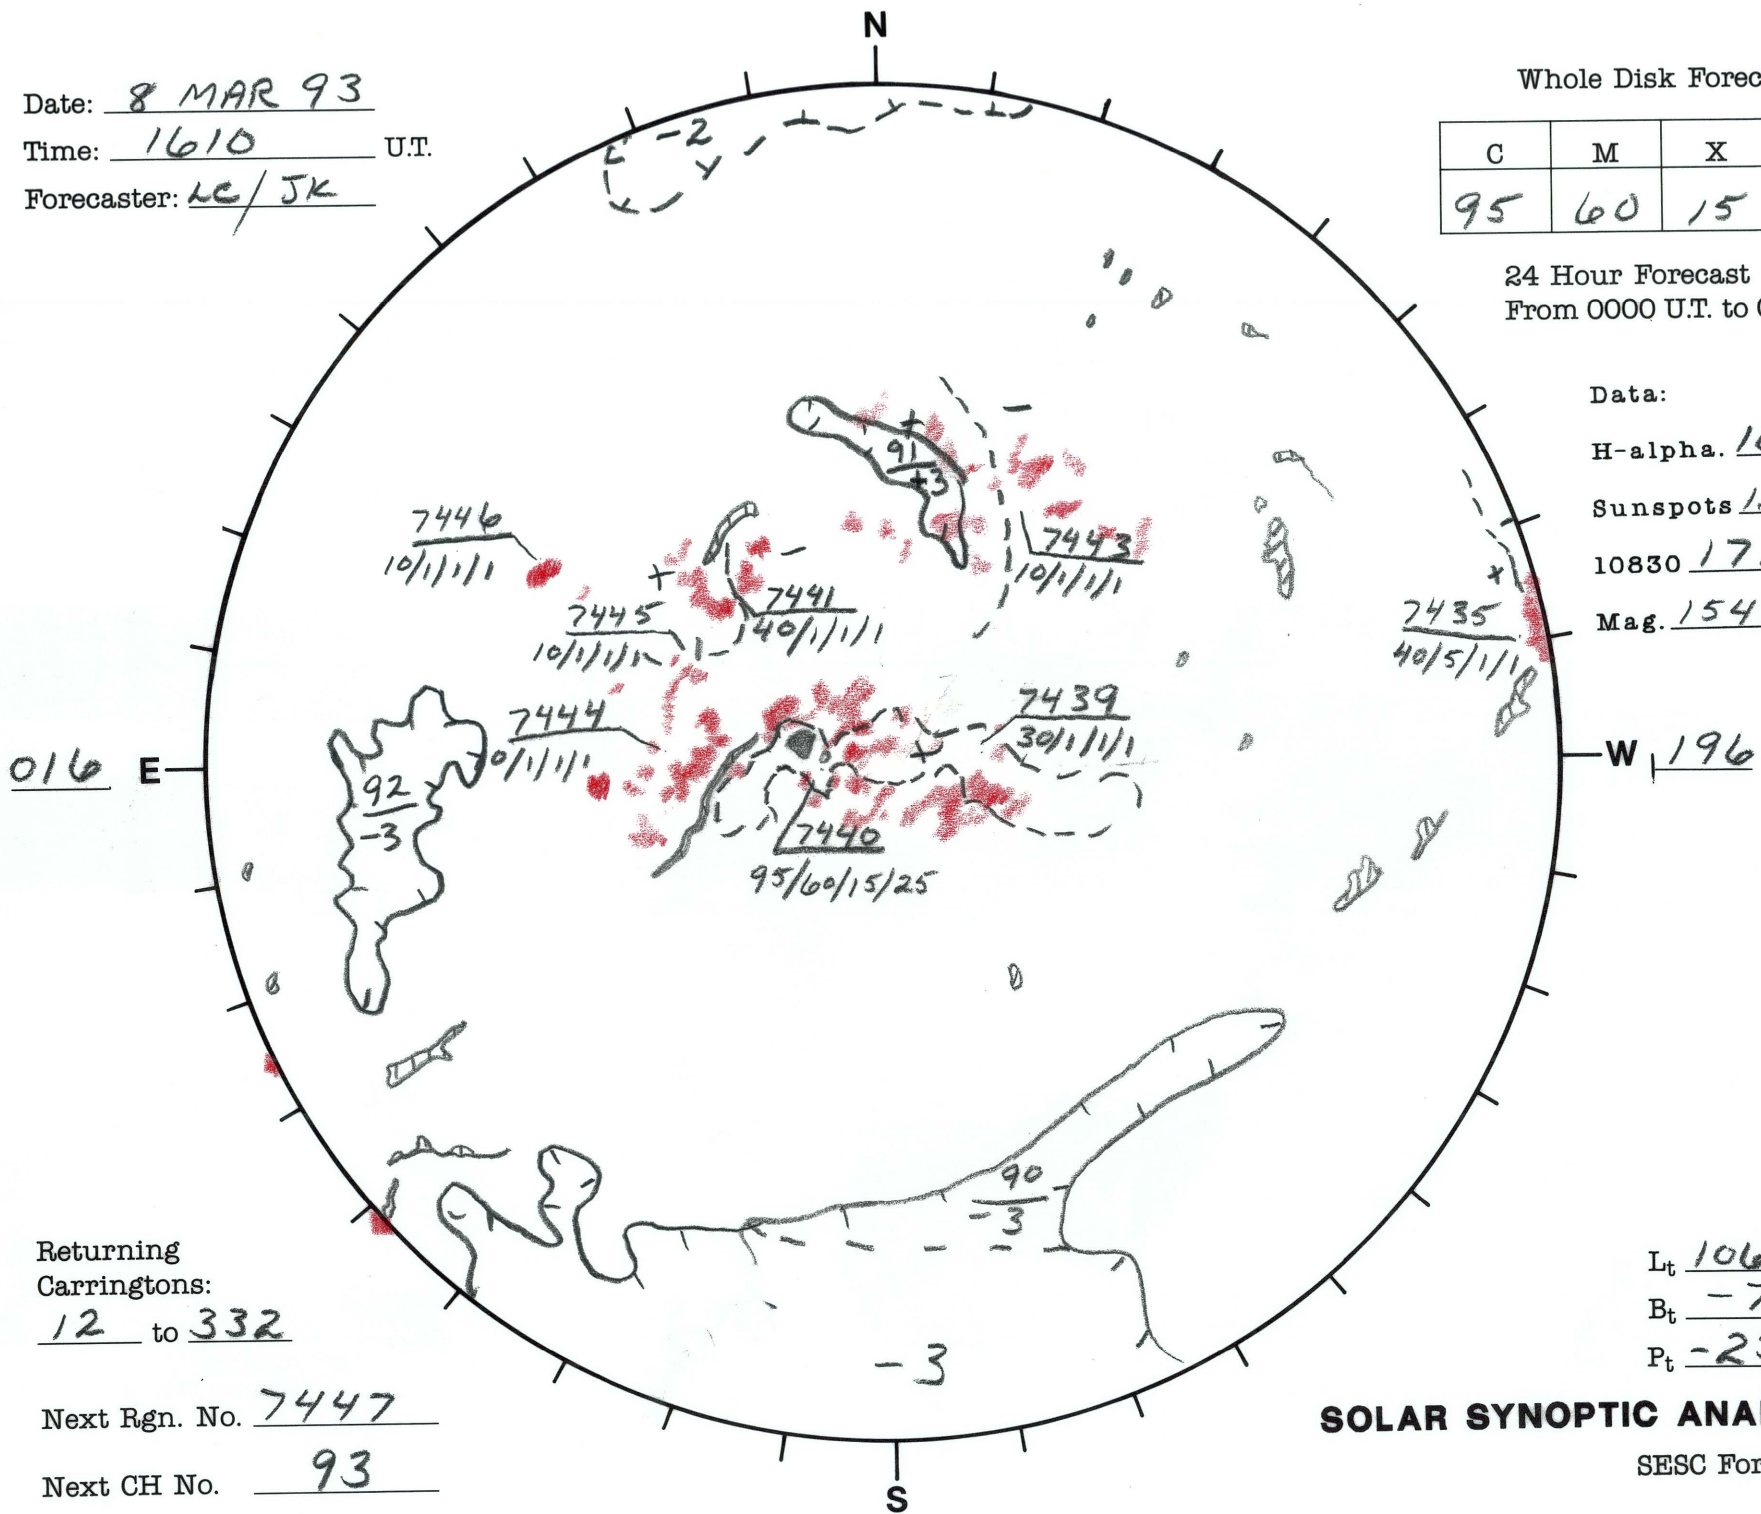 N
Date: 8 MAR 93
Time: 1610 U.T.
Forecaster: LC/JK
Whole Disk Forec
C M X
95 60 15
24 Hour Forecast
From 0000 U.T. to
Data:
H-alpha.
Sunspots
10830 17
Mag. 154
-2
+
91
+3
-
7446
10/1/1/1
7443
10/1/1/1
+
-
7445
10/1/1/1
7441
40/1/1/1
+
7435
40/5/1/1
7444
0/1/1/1
7439
30/1/1/1
+
016 E
W 196
92
-3
7440
95/60/15/25
90
-3
-3
Returning
Carringtons:
12 to 332
Next Rgn. No. 7447
Next CH No. 93
Lt 106
Bt -7
Pt -23
SOLAR SYNOPTIC ANA
SESC For
S